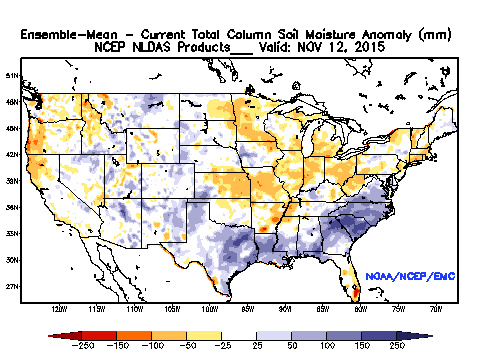 Ensemble-Mean - Current Total Column Soil Moisture Anomaly (mm)
NCEP NLDAS Products___ Valid: NOV 12, 2015
51N
48N
45N
42N
39N
36N
33N
30N
27N
NOAA/NCEP/EMC
120W 115W 110W 105W 100W 95W 90W 85W 80W 75W 70W
-250 -150 -100 -50 -25 25 50 100 150 250